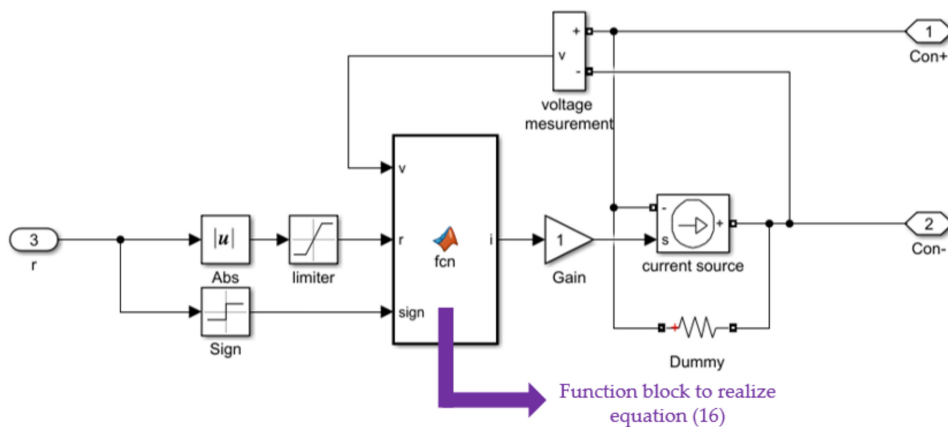 +
1
v
Con+
-
voltage
mesurement
v
3
r
|u|
Abs
limiter
r
fcn
i
1
Gain
-
+
s
current source
2
Con-
sign
Sign
+
Dummy
Function block to realize
equation (16)